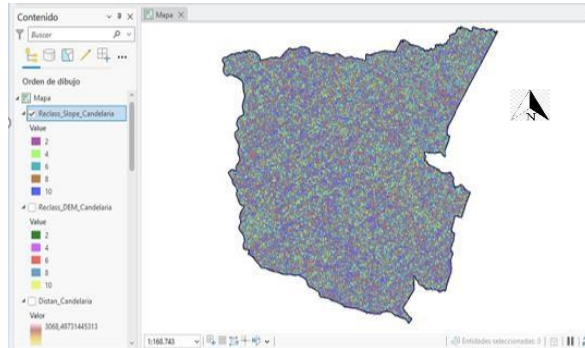 Contenido
Mapa
Buscar
Orden de dibujo
Mapa
Reclass_Slope_Candelaria
Value
2
4
6
8
10
Reclass_DEM_Candelaria
Value
2
4
6
8
10
Distan_Candelaria
Valor
3068,48731445313
N
1:168.743
Entidades seleccionadas: 0